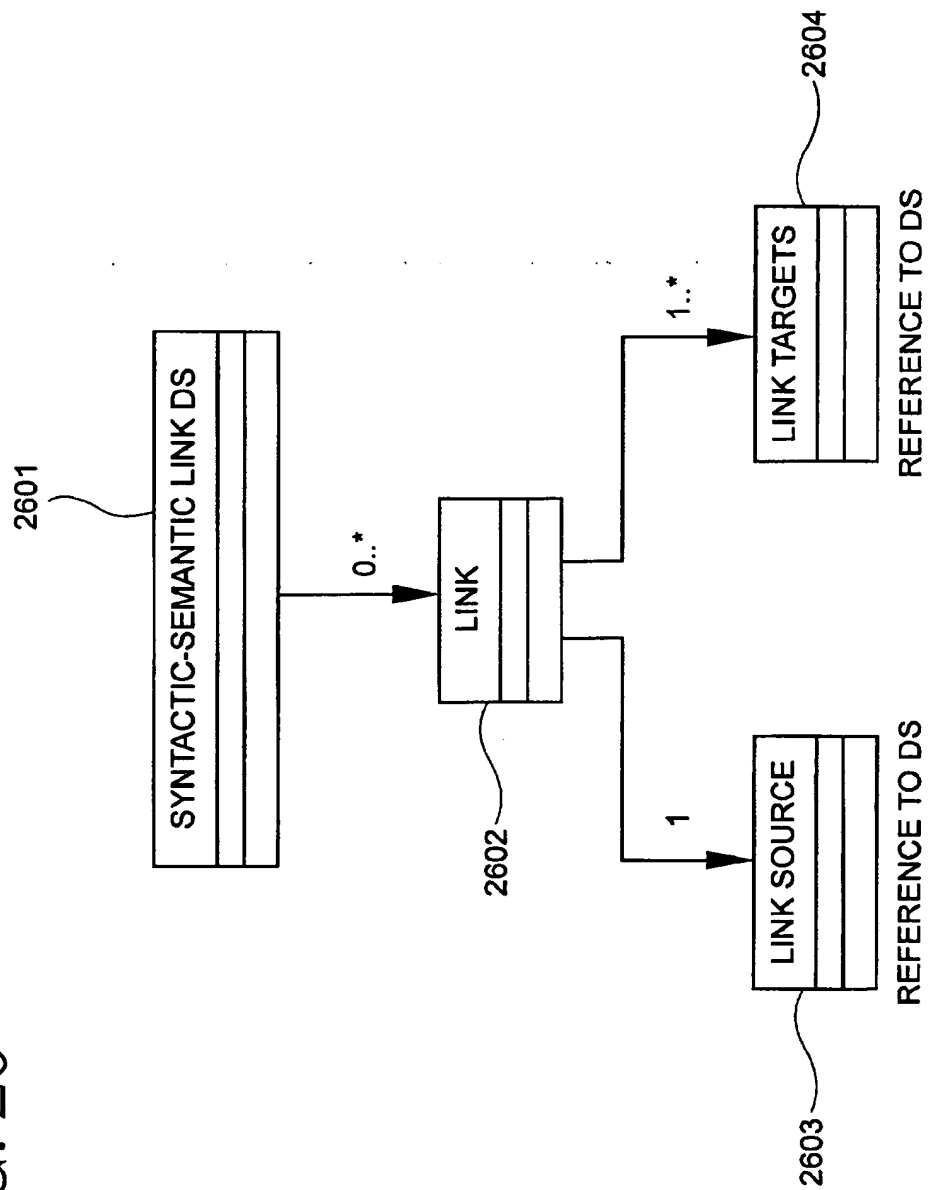 2601
SYNTACTIC-SEMANTIC LINK DS
0..*
LINK
2602
1
1..*
LINK SOURCE
LINK TARGETS
2603
2604
REFERENCE TO DS
REFERENCE TO DS